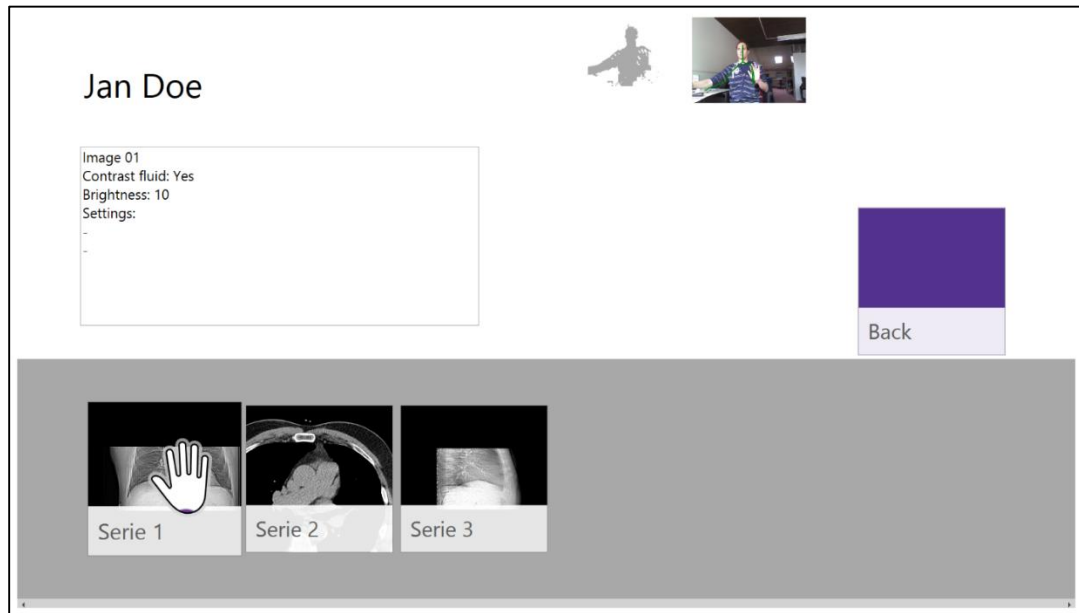 Jan Doe
Image 01
Contrast fluid: Yes
Brightness: 10
Settings:
-
-
Back
Serie 1
Serie 2
Serie 3